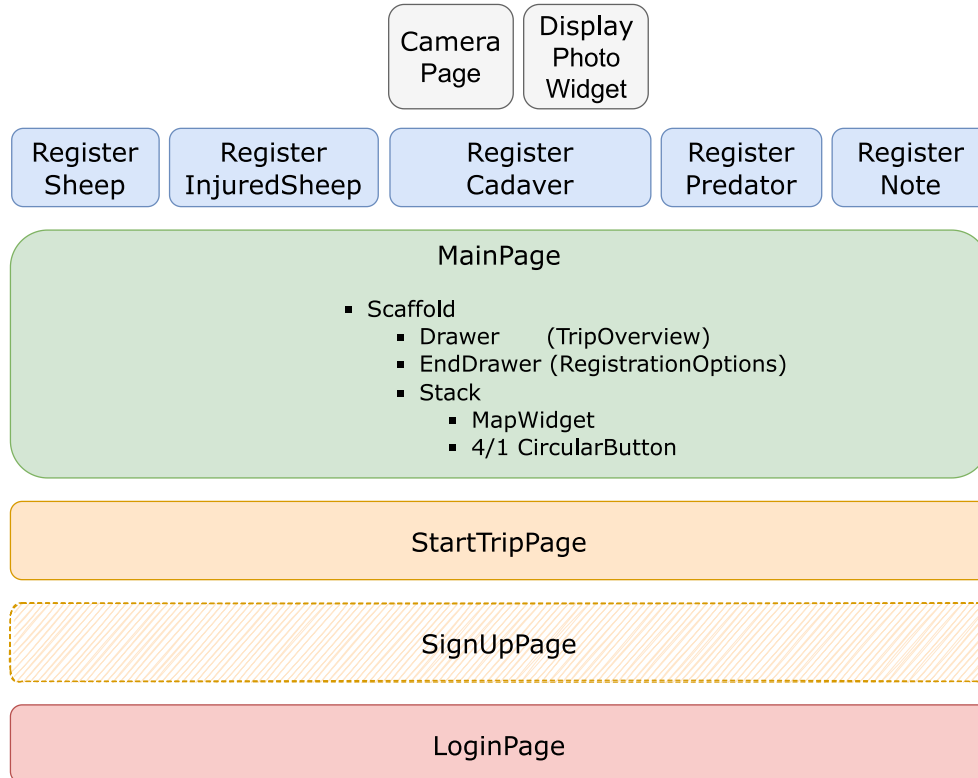 Camera
Page
Display
Photo
Widget
Register
Sheep
Register
InjuredSheep
Register
Cadaver
Register
Predator
Register
Note
MainPage
▪ Scaffold
▪ Drawer (TripOverview)
▪ EndDrawer (RegistrationOptions)
▪ Stack
▪ MapWidget
▪ 4/1 CircularButton
StartTripPage
SignUpPage
LoginPage